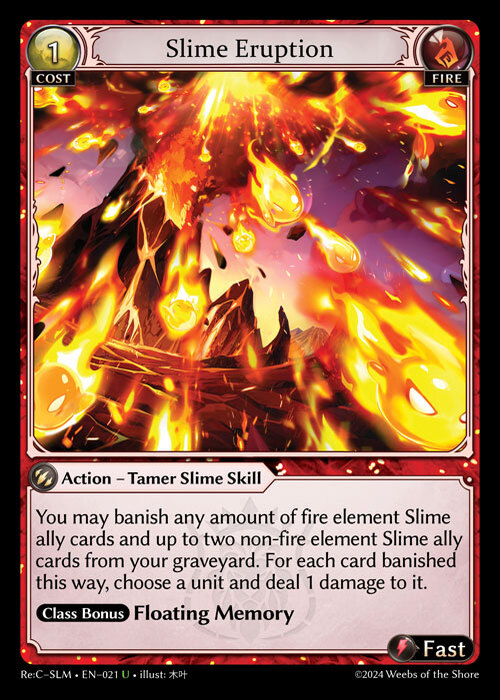 1
Slime Eruption
COST
FIRE
Action – Tamer Slime Skill
You may banish any amount of fire element Slime
ally cards and up to two non-fire element Slime ally
cards from your graveyard. For each card banished
this way, choose a unit and deal 1 damage to it.
Class Bonus Floating Memory
Fast
Re:C–SLM • EN–021 U • illust: 木叶
©2024 Weebs of the Shore